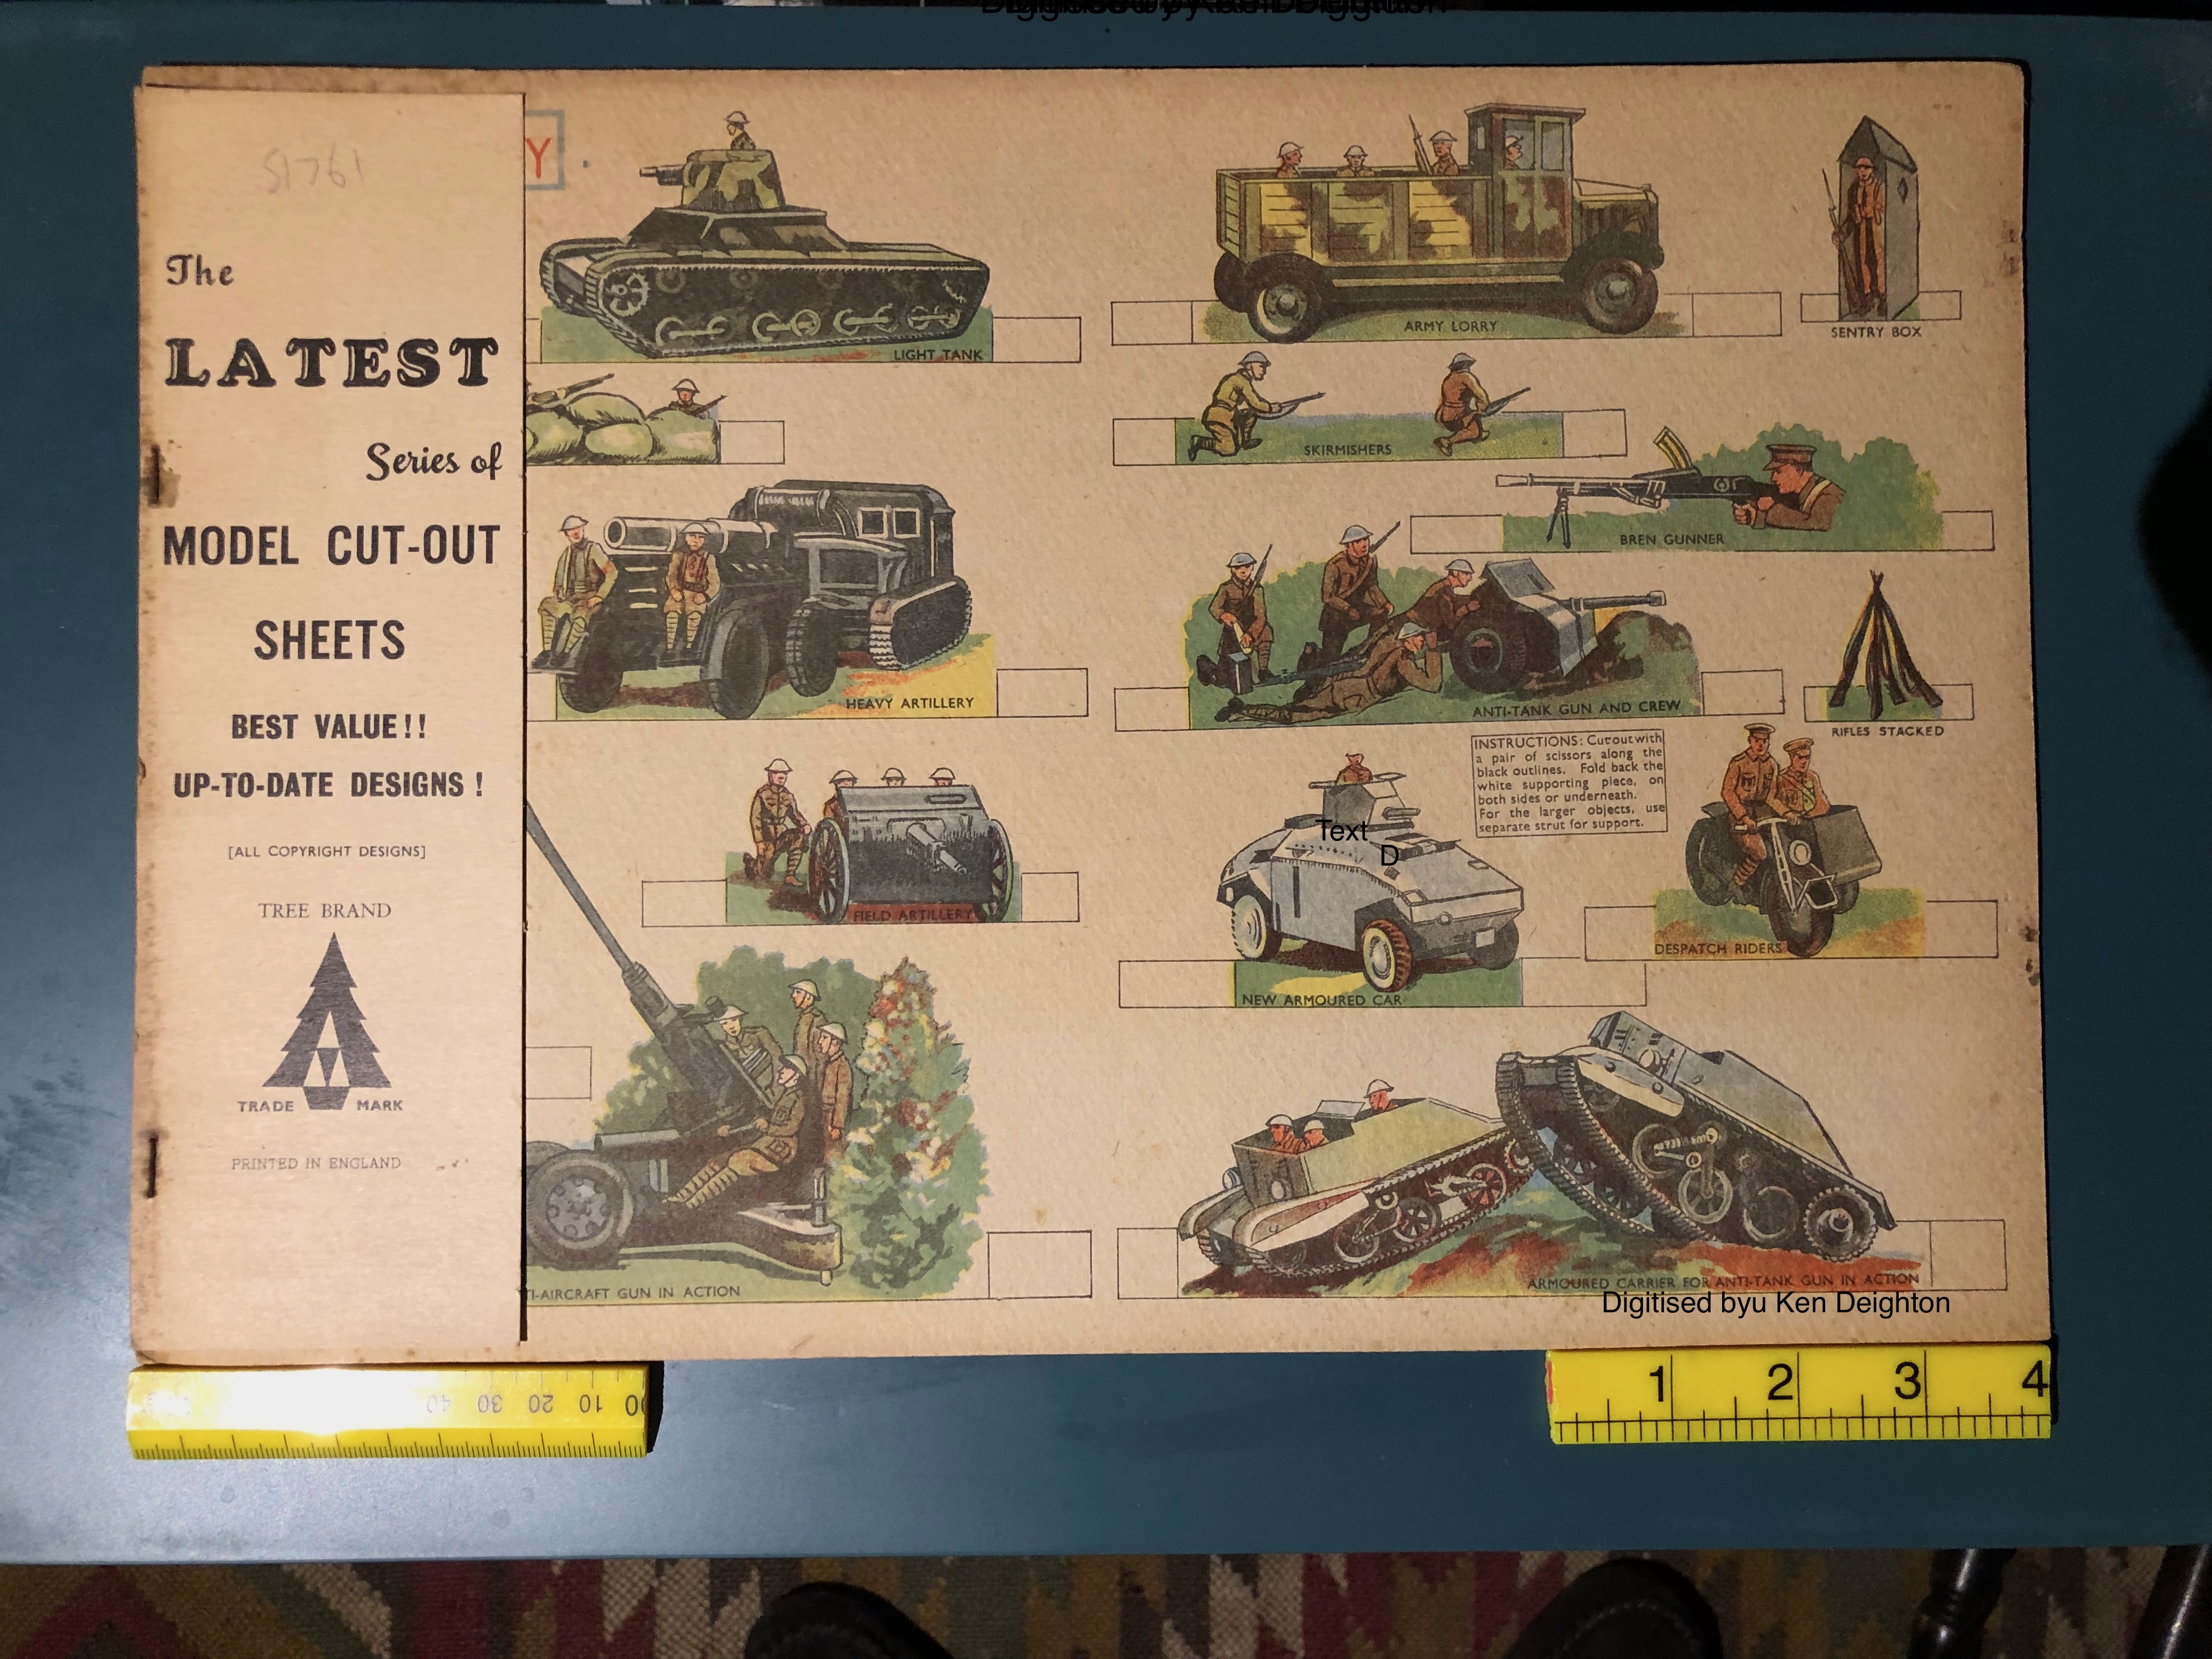 51761
The
LATEST
Series of
MODEL CUT-OUT
SHEETS
BEST VALUE!!
UP-TO-DATE DESIGNS !
[ALL COPYRIGHT DESIGNS]
TREE BRAND
TRADE MARK
PRINTED IN ENGLAND
Y
LIGHT TANK
ARMY LORRY
SENTRY BOX
SKIRMISHERS
BREN GUNNER
HEAVY ARTILLERY
ANTI-TANK GUN AND CREW
RIFLES STACKED
INSTRUCTIONS: Cut out with
a pair of scissors along the
black outlines. Fold back the
white supporting piece, on
both sides or underneath.
For the larger objects, use
separate strut for support.
Text
D
FIELD ARTILLERY
NEW ARMOURED CAR
DESPATCH RIDERS
TI-AIRCRAFT GUN IN ACTION
ARMOURED CARRIER FOR ANTI-TANK GUN IN ACTION
Digitised byu Ken Deighton
40 30 20 10 00
1 2 3 4